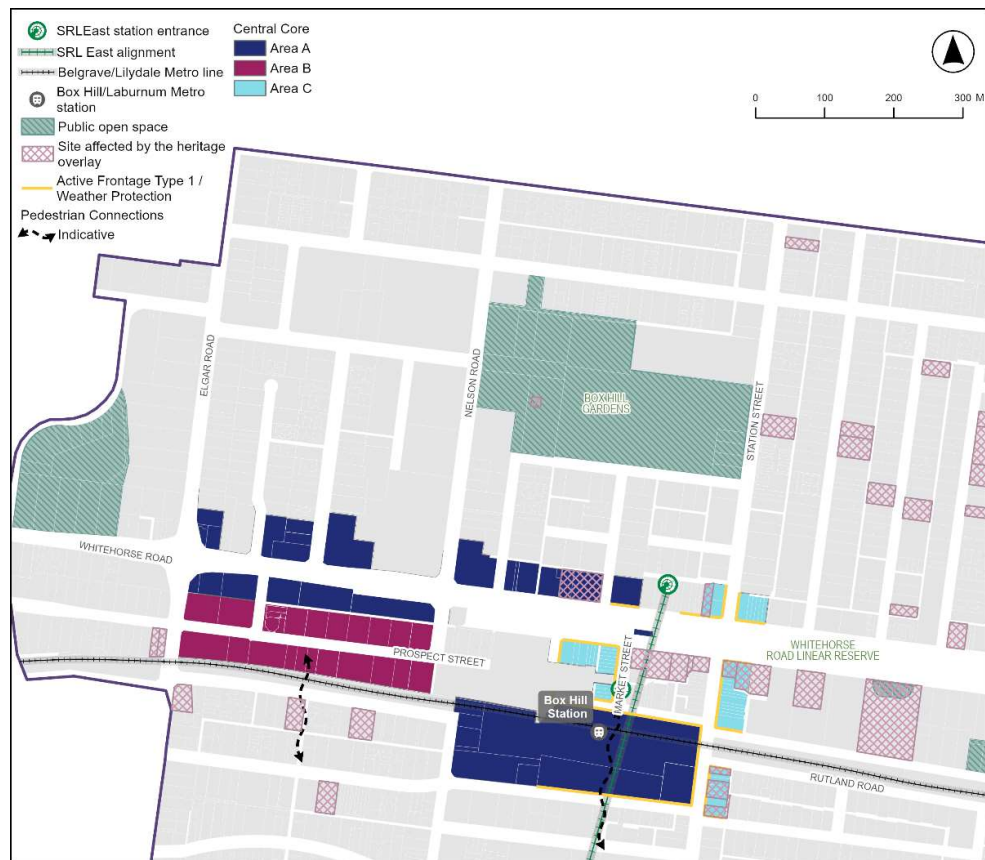 SRLEast station entrance
SRL East alignment
Belgrave/Lilydale Metro line
Box Hill/Laburnum Metro
station
Public open space
Site affected by the heritage
overlay
Active Frontage Type 1 /
Weather Protection
Pedestrian Connections
Indicative
Central Core
Area A
Area B
Area C
0 100 200 300 M
ELGAR ROAD
NELSON ROAD
BOX HILL
GARDENS
STATION STREET
WHITEHORSE ROAD
PROSPECT STREET
MARKET STREET
WHITEHORSE
ROAD LINEAR RESERVE
Box Hill
Station
RUTLAND ROAD